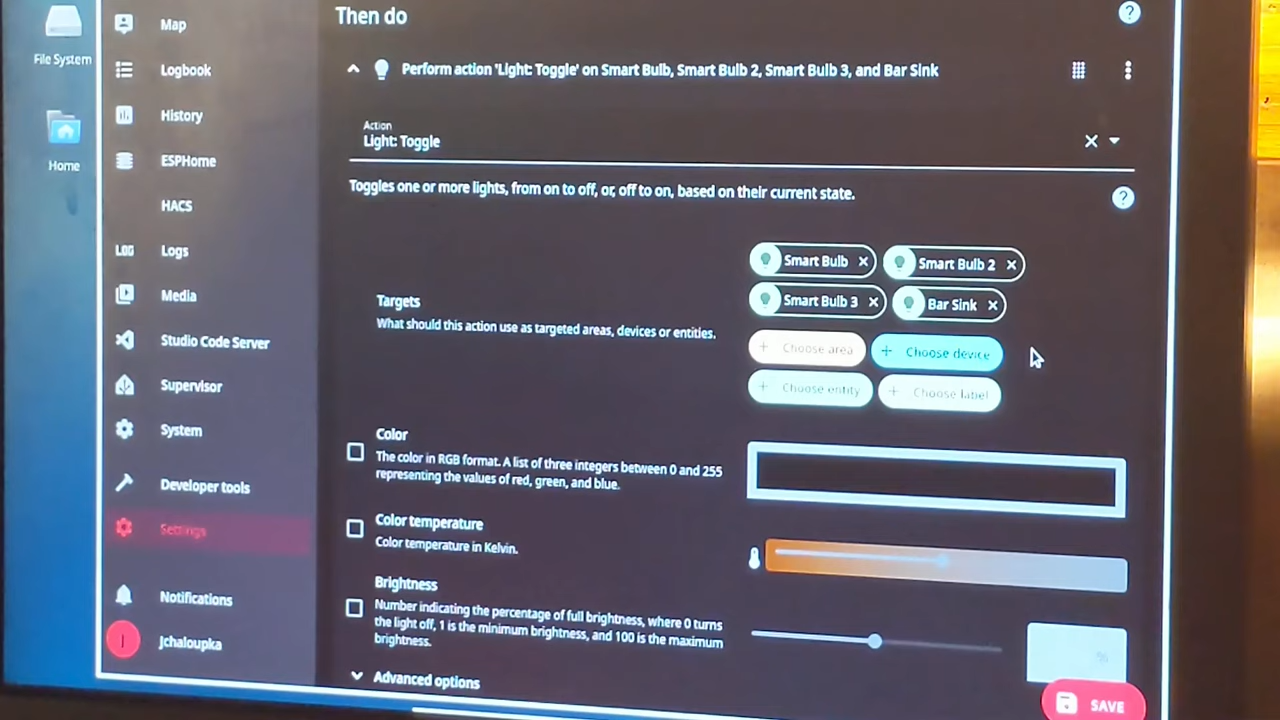 File System
Home
Map
Logbook
History
ESPHome
HACS
LOG
Logs
Media
Studio Code Server
Supervisor
System
Developer tools
Settings
Notifications
J
Jchaloupka
Then do
?
Perform action 'Light: Toggle' on Smart Bulb, Smart Bulb 2, Smart Bulb 3, and Bar Sink
Action
Light: Toggle
Toggles one or more lights, from on to off, or, off to on, based on their current state.
?
Targets
What should this action use as targeted areas, devices or entities.
Smart Bulb × Smart Bulb 2 ×
Smart Bulb 3 × Bar Sink ×
+ Choose area + Choose device
+ Choose entity + Choose label
Color
The color in RGB format. A list of three integers between 0 and 255
representing the values of red, green, and blue.
Color temperature
Color temperature in Kelvin.
Brightness
Number indicating the percentage of full brightness, where 0 turns
the light off, 1 is the minimum brightness, and 100 is the maximum
brightness.
%
Advanced options
SAVE